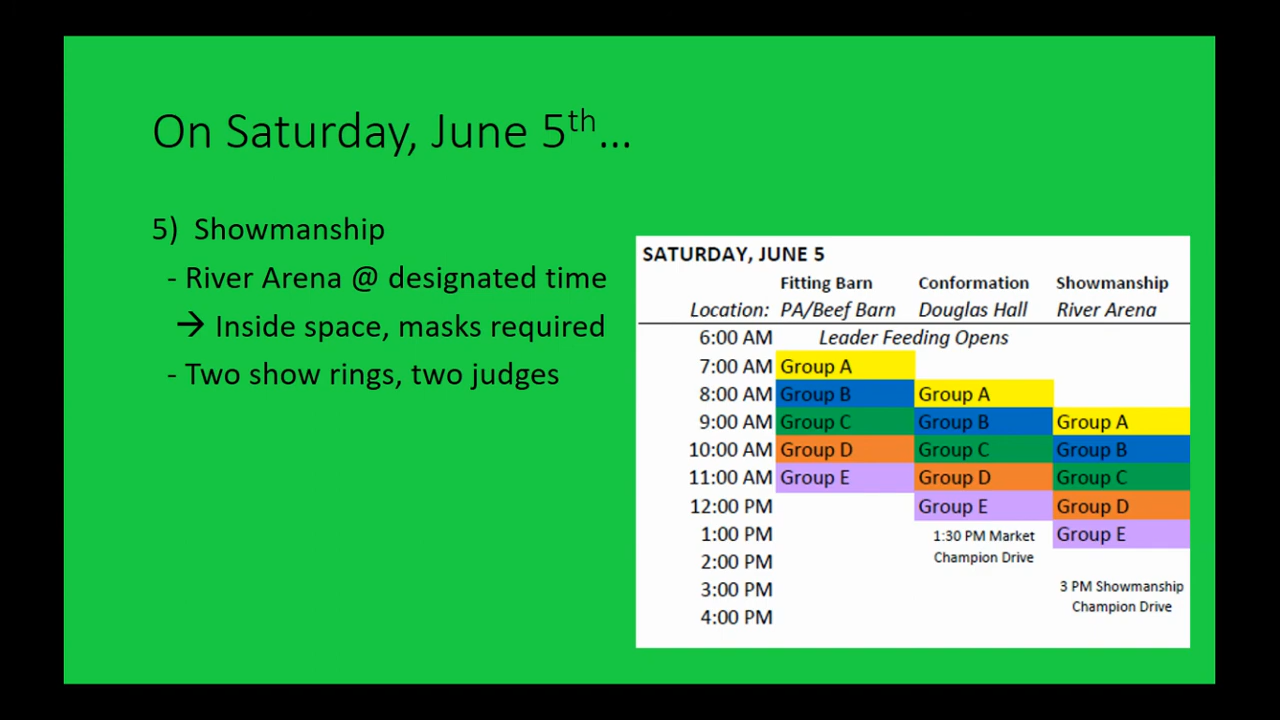 On Saturday, June 5th...
5) Showmanship
- River Arena @ designated time
→ Inside space, masks required
- Two show rings, two judges
SATURDAY, JUNE 5
Fitting Barn Conformation Showmanship
Location: PA/Beef Barn Douglas Hall River Arena
6:00 AM Leader Feeding Opens
7:00 AM Group A
8:00 AM Group B Group A
9:00 AM Group C Group B Group A
10:00 AM Group D Group C Group B
11:00 AM Group E Group D Group C
12:00 PM Group E Group D
1:00 PM 1:30 PM Market Group E
2:00 PM Champion Drive
3:00 PM 3 PM Showmanship
Champion Drive
4:00 PM